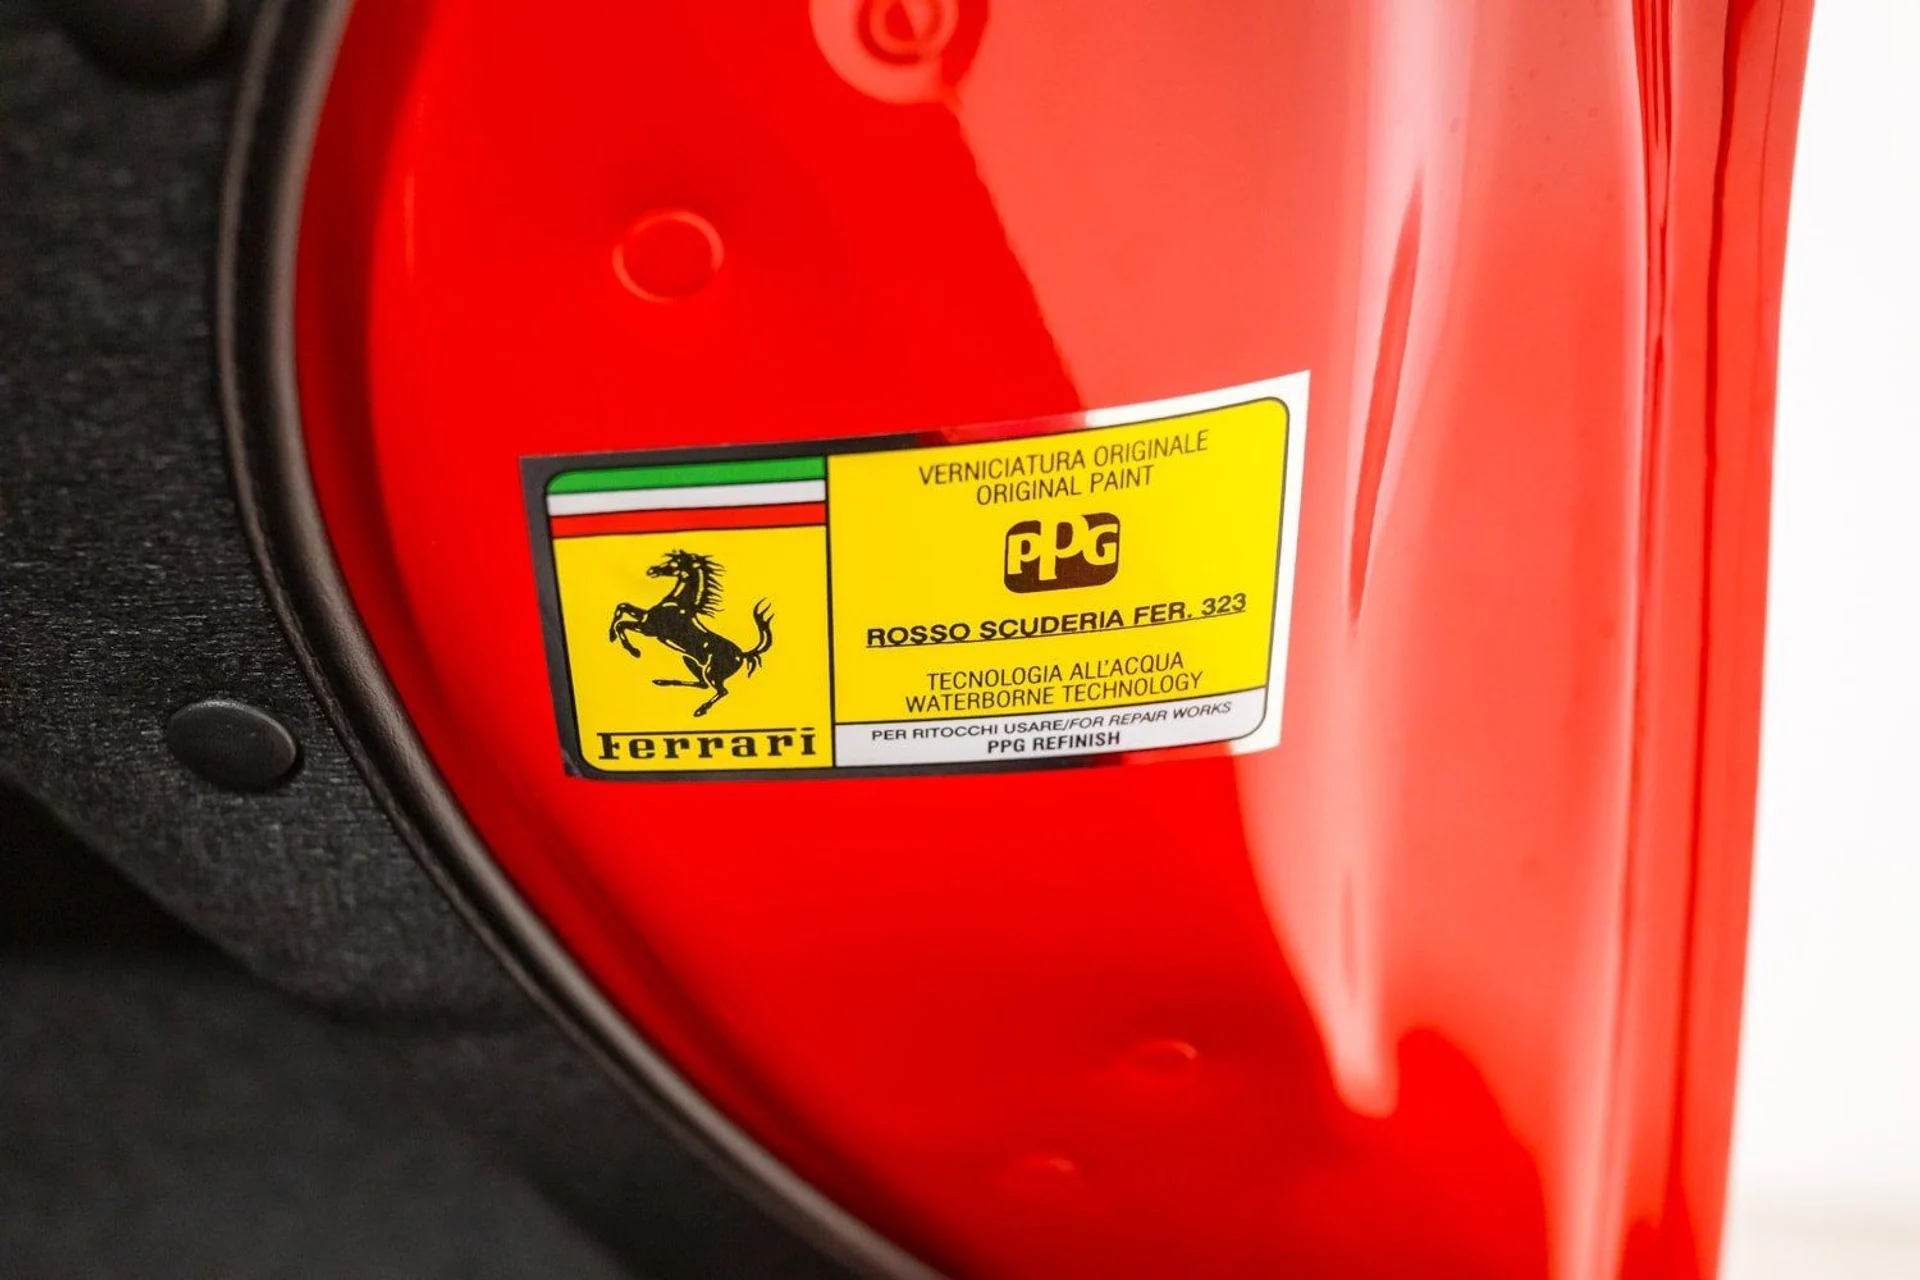 VERNICIATURA ORIGINALE
ORIGINAL PAINT
PPG
ROSSO SCUDERIA FER. 323
TECNOLOGIA ALL'ACQUA
WATERBORNE TECHNOLOGY
PER RITOCCHI USARE/FOR REPAIR WORKS
PPG REFINISH
Ferrari